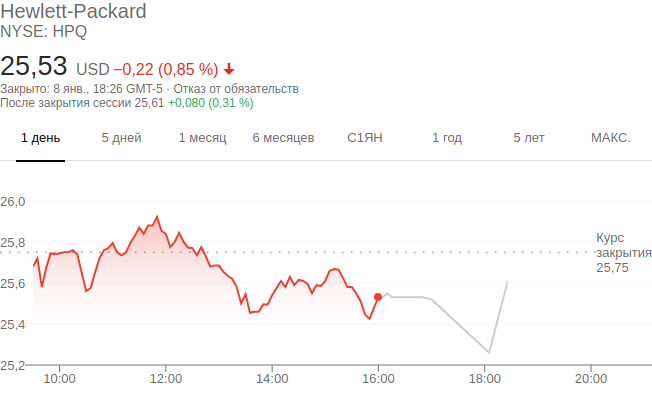 Hewlett-Packard
NYSE: HPQ
25,53 USD −0,22 (0,85 %)
Закрыто: 8 янв., 18:26 GMT-5 · Отказ от обязательств
После закрытия сессии 25,61 +0,080 (0,31 %)
1 день 5 дней 1 месяц 6 месяцев С1ЯН 1 год 5 лет МАКС.
26,0
25,8
Курс
закрытия
25,75
25,6
25,4
25,2
10:00 12:00 14:00 16:00 18:00 20:00